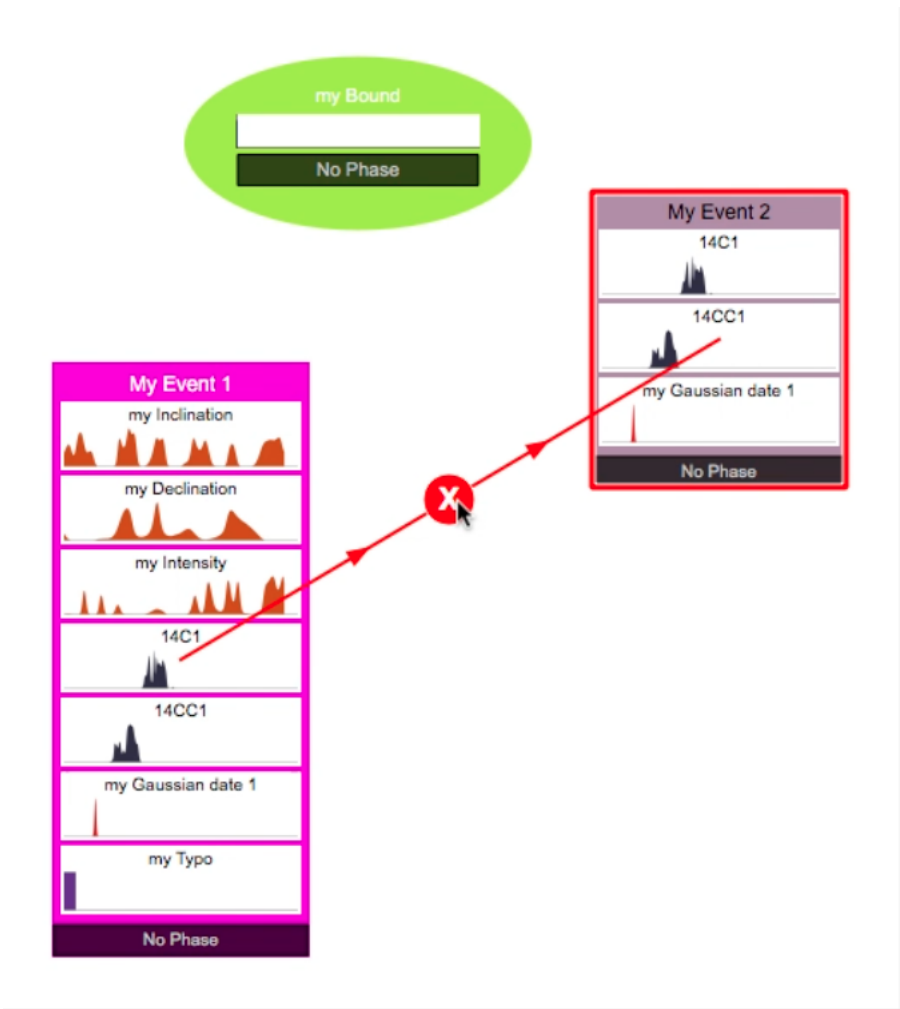 my Bound
No Phase
My Event 2
14C1
14CC1
my Gaussian date 1
No Phase
My Event 1
my Inclination
my Declination
my Intensity
14C1
14CC1
my Gaussian date 1
my Typo
No Phase
X